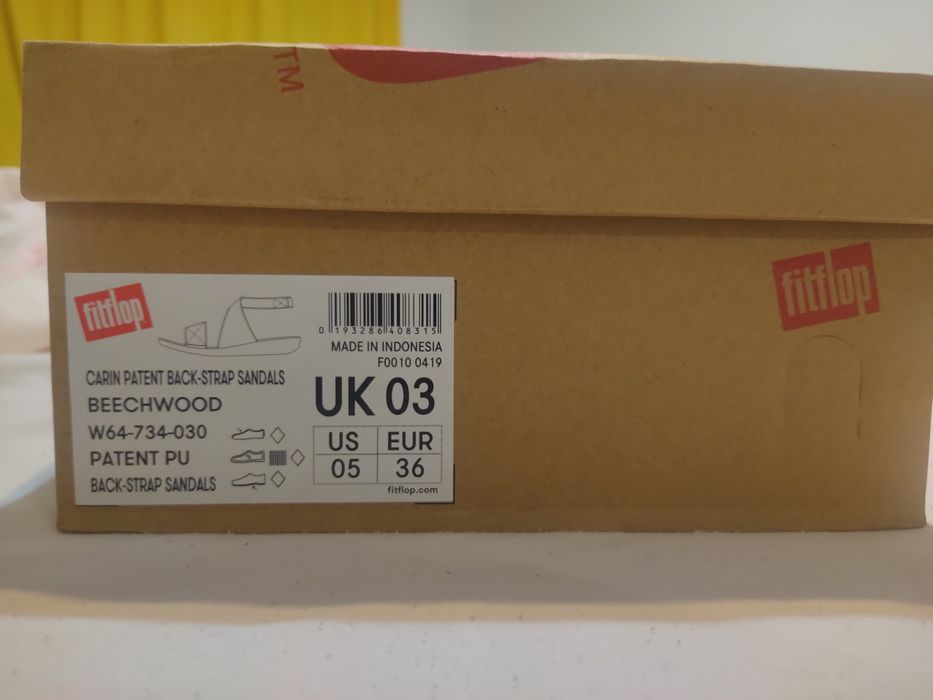 TM
fitflop
fitflop
0 193286 408315
MADE IN INDONESIA
F0010 0419
CARIN PATENT BACK-STRAP SANDALS
BEECHWOOD
W64-734-030
PATENT PU
BACK-STRAP SANDALS
UK 03
US EUR
05 36
fitflop.com